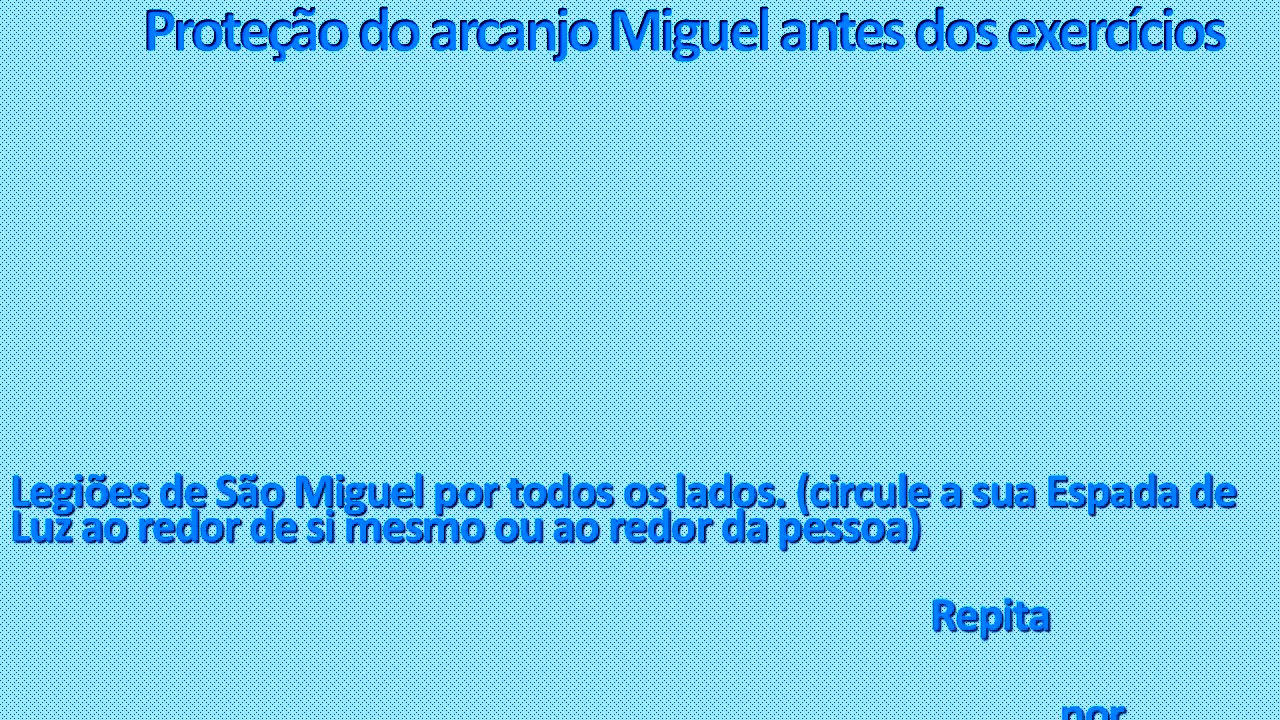 Proteção do arcanjo Miguel antes dos exercícios
Legiões de São Miguel por todos os lados. (circule a sua Espada de
Luz ao redor de si mesmo ou ao redor da pessoa)
Repita
por